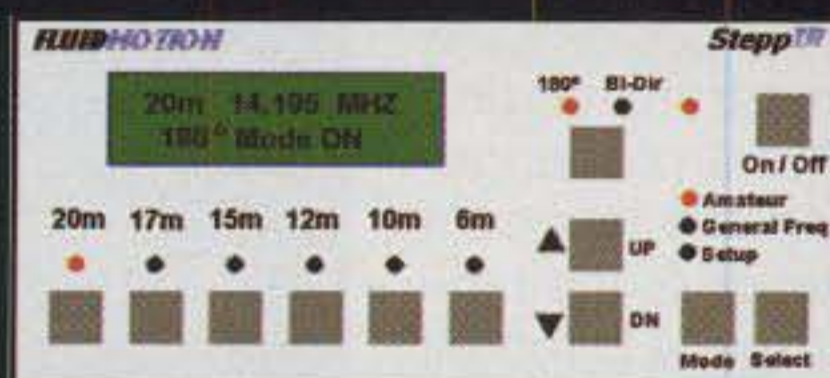 FLUIDMOTION
SteppIR
20m 14.195 MHZ
180° Mode ON
180° Bi-Dir
On / Off
20m 17m 15m 12m 10m 6m
Amateur
General Freq
Setup
UP
DN
Mode Select